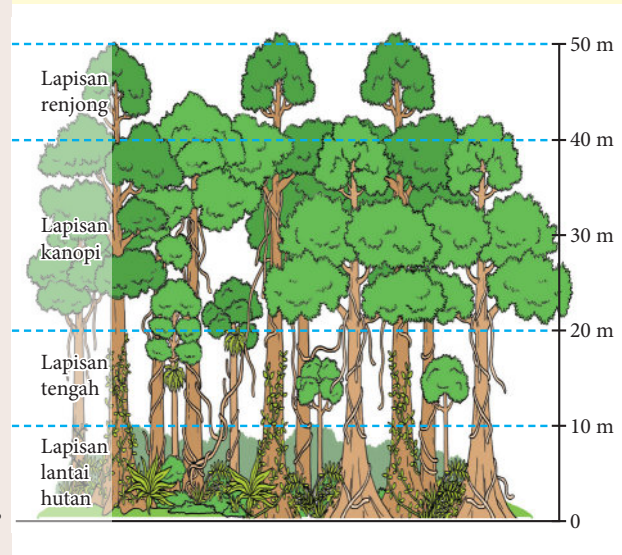 50 m
Lapisan
renjong
40 m
Lapisan
kanopi
30 m
20 m
Lapisan
tengah
10 m
Lapisan
lantai
hutan
0